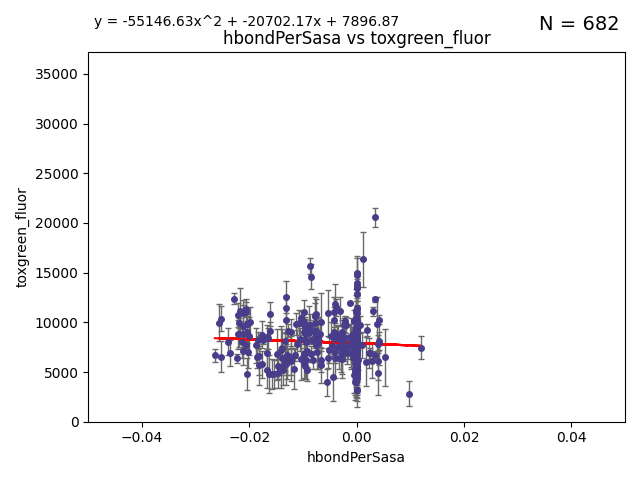 y = -55146.63x^2 + -20702.17x + 7896.87
N = 682
hbondPerSasa vs toxgreen_fluor
35000
30000
25000
20000
15000
10000
5000
0
toxgreen_fluor
−0.04
−0.02
0.00
0.02
0.04
hbondPerSasa